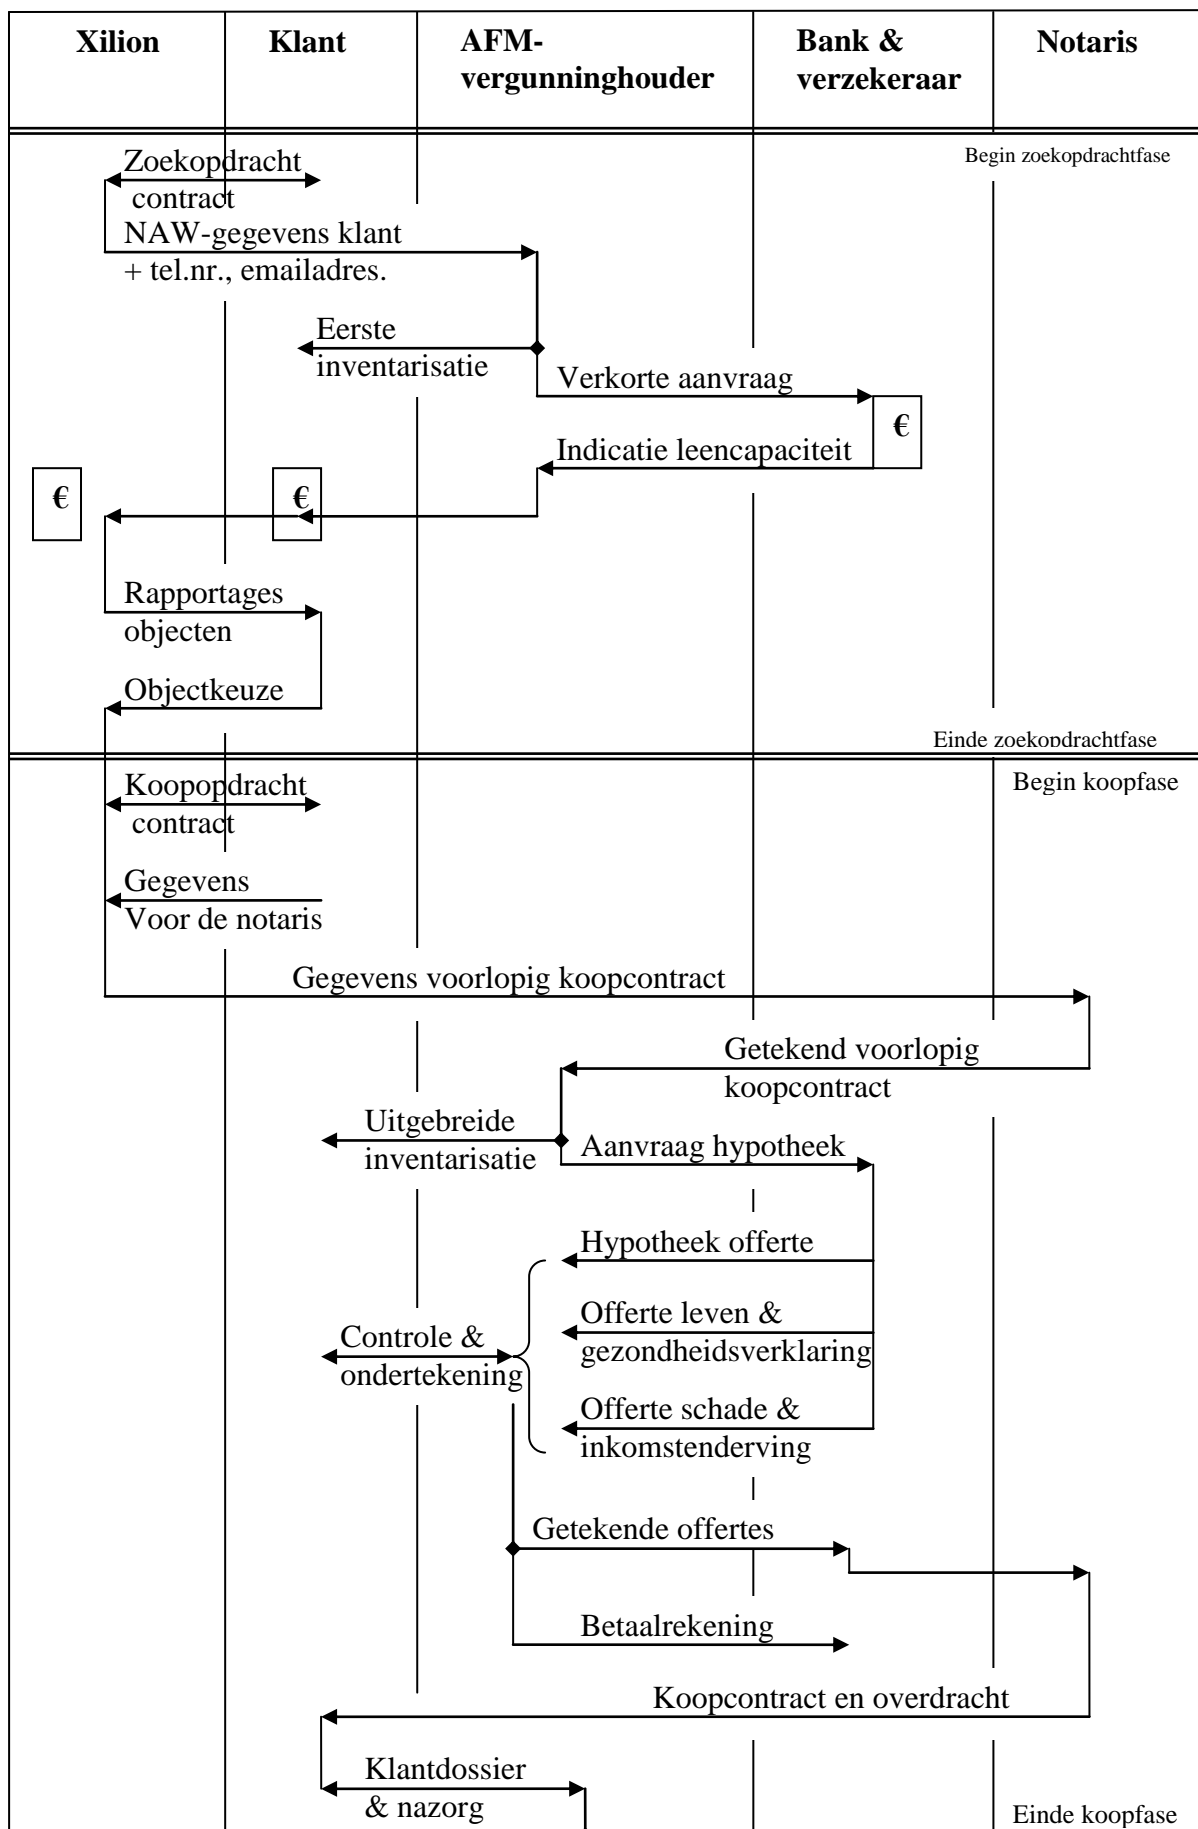 Xilion
Klant
AFM-
vergunninghouder
Bank &
verzekeraar
Notaris
Begin zoekopdrachtfase
Zoekopdracht
contract
NAW-gegevens klant
+ tel.nr., emailadres.
Eerste
inventarisatie
Verkorte aanvraag
€
Indicatie leencapaciteit
€
€
Rapportages
objecten
Objectkeuze
Einde zoekopdrachtfase
Begin koopfase
Koopopdracht
contract
Gegevens
Voor de notaris
Gegevens voorlopig koopcontract
Getekend voorlopig
koopcontract
Uitgebreide
inventarisatie
Aanvraag hypotheek
Hypotheek offerte
Offerte leven &
gezondheidsverklaring
Controle &
ondertekening
Offerte schade &
inkomstenderving
Getekende offertes
Betaalrekening
Koopcontract en overdracht
Klantdossier
& nazorg
Einde koopfase